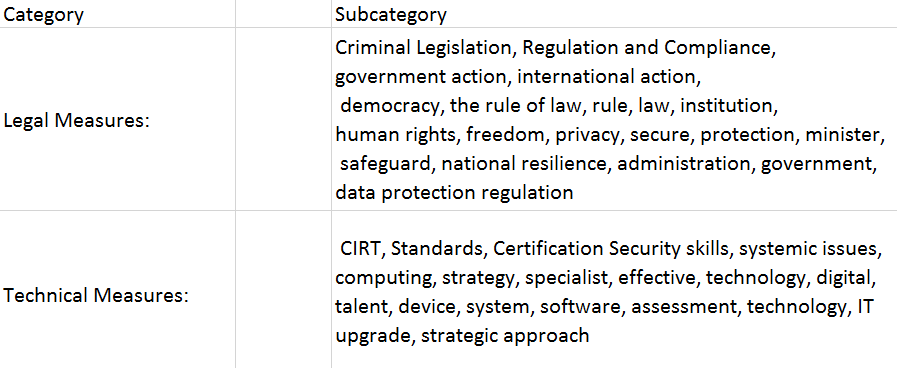 Category Subcategory
Legal Measures:
Criminal Legislation, Regulation and Compliance,
government action, international action,
democracy, the rule of law, rule, law, institution,
human rights, freedom, privacy, secure, protection, minister,
safeguard, national resilience, administration, government,
data protection regulation
Technical Measures:
CIRT, Standards, Certification Security skills, systemic issues,
computing, strategy, specialist, effective, technology, digital,
talent, device, system, software, assessment, technology, IT
upgrade, strategic approach